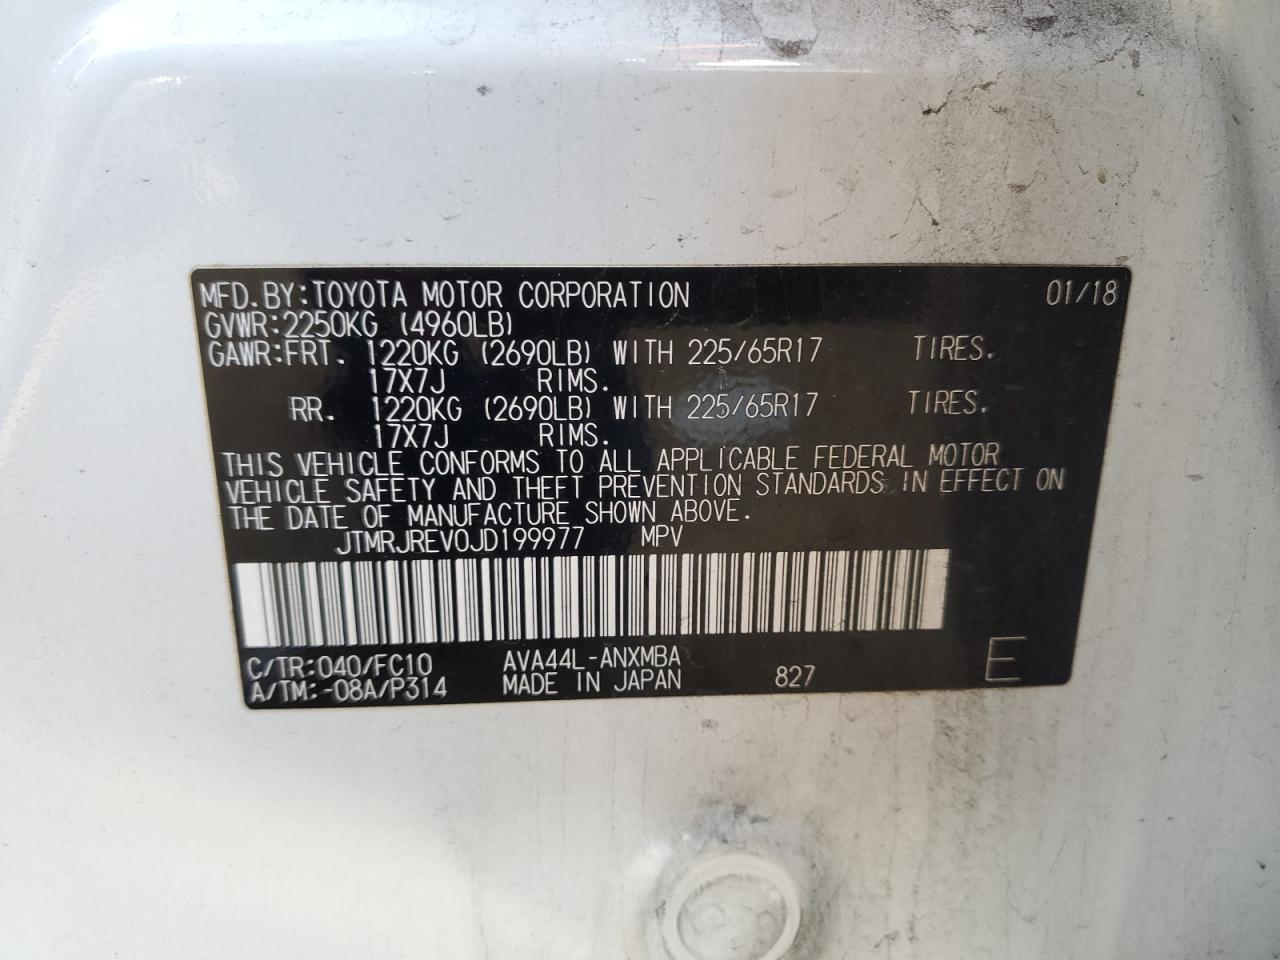 MFD. BY:TOYOTA MOTOR CORPORATION 01/18
GVWR:2250KG (4960LB)
GAWR:FRT. 1220KG (2690LB) WITH 225/65R17 TIRES.
17X7J RIMS.
RR. 1220KG (2690LB) WITH 225/65R17 TIRES.
17X7J RIMS.
THIS VEHICLE CONFORMS TO ALL APPLICABLE FEDERAL MOTOR
VEHICLE SAFETY AND THEFT PREVENTION STANDARDS IN EFFECT ON
THE DATE OF MANUFACTURE SHOWN ABOVE.
JTMRJREV0JD199977 MPV
C/TR:040/FC10 AVA44L-ANXMBA
A/TM:-08A/P314 MADE IN JAPAN 827 E